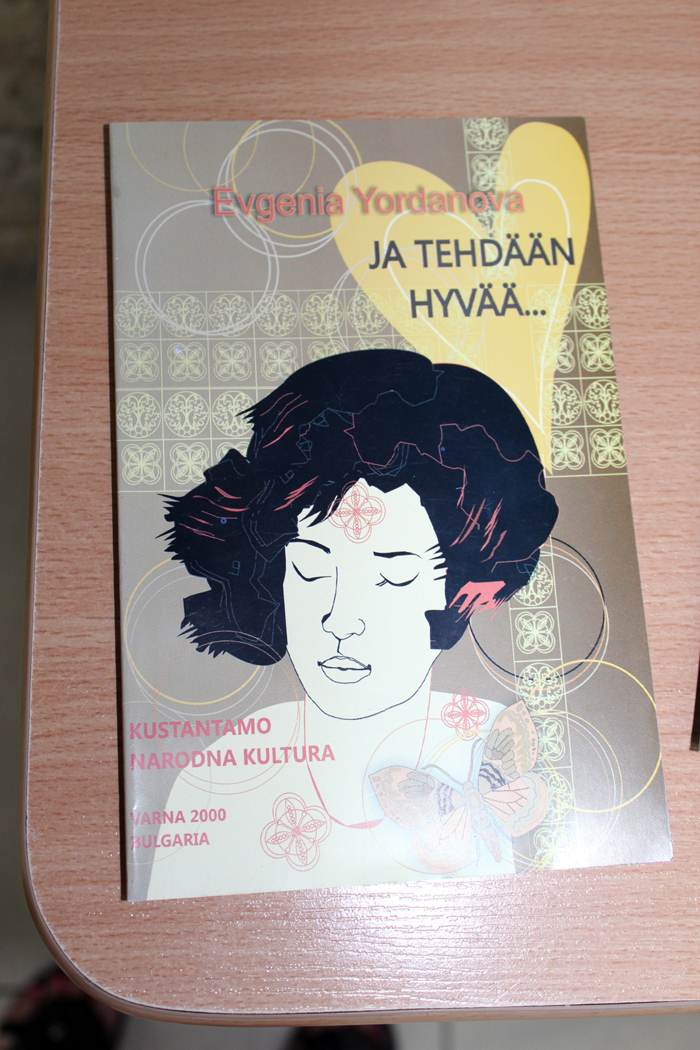 Evgenia Yordanova
JA TEHDÄÄN
HYVÄÄ...
KUSTANTAMO
NARODNA KULTURA
VARNA 2000
BULGARIA